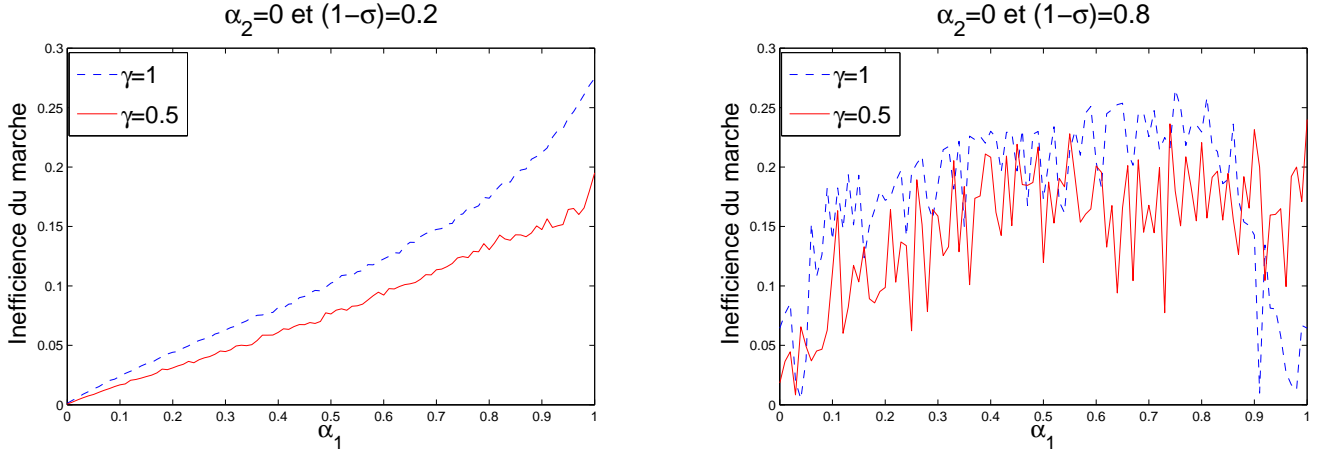 α2=0 et (1−σ)=0.2
Inefficience du marche
0.3
0.25
0.2
0.15
0.1
0.05
0
γ=1
γ=0.5
0 0.1 0.2 0.3 0.4 0.5 0.6 0.7 0.8 0.9 1
α1
α2=0 et (1−σ)=0.8
Inefficience du marche
0.3
0.25
0.2
0.15
0.1
0.05
0
γ=1
γ=0.5
0 0.1 0.2 0.3 0.4 0.5 0.6 0.7 0.8 0.9 1
α1